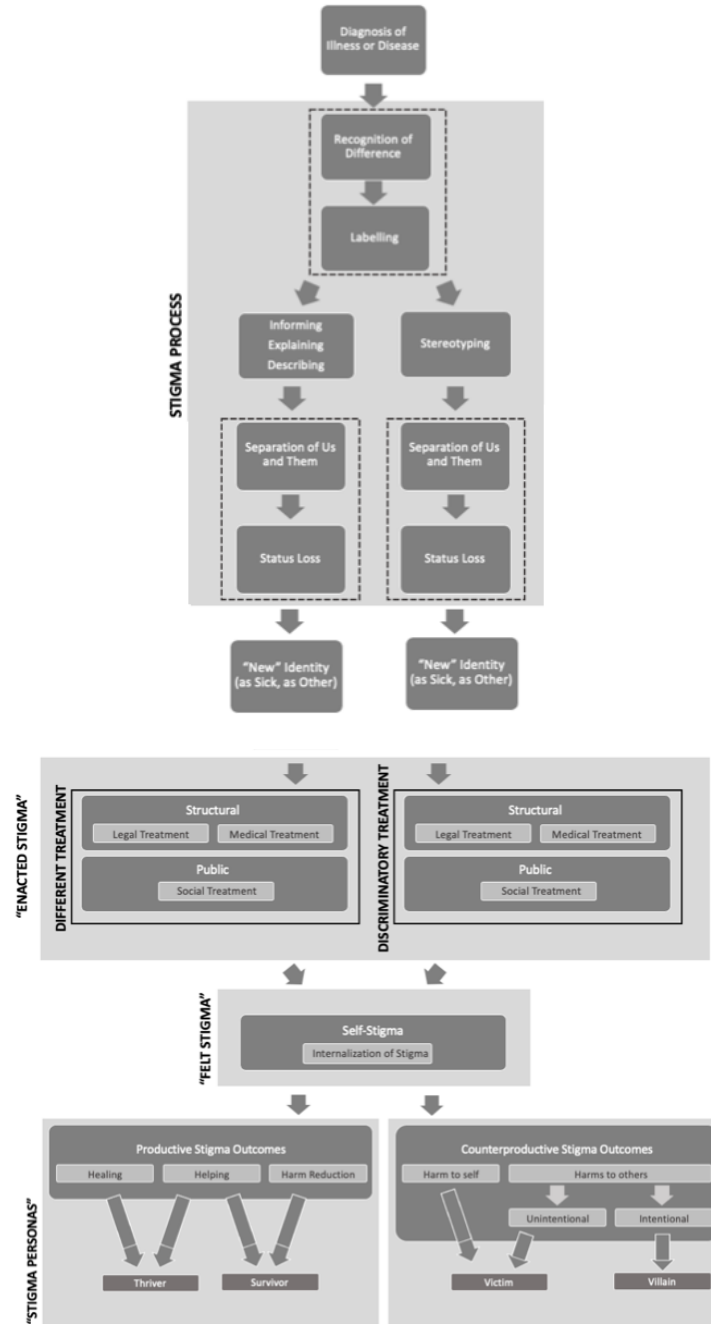 Diagnosis of
Illness or Disease
STIGMA PROCESS
Recognition of
Difference
Labelling
Informing
Explaining
Describing
Stereotyping
Separation of Us
and Them
Separation of Us
and Them
Status Loss
Status Loss
“New” Identity
(as Sick, as Other)
“New” Identity
(as Sick, as Other)
“ENACTED STIGMA”
DIFFERENT TREATMENT
Structural
Legal Treatment
Medical Treatment
Public
Social Treatment
DISCRIMINATORY TREATMENT
Structural
Legal Treatment
Medical Treatment
Public
Social Treatment
“FELT STIGMA”
Self-Stigma
Internalization of Stigma
“STIGMA PERSONAS”
Productive Stigma Outcomes
Healing
Helping
Harm Reduction
Thriver
Survivor
Counterproductive Stigma Outcomes
Harm to self
Harms to others
Unintentional
Intentional
Victim
Villain